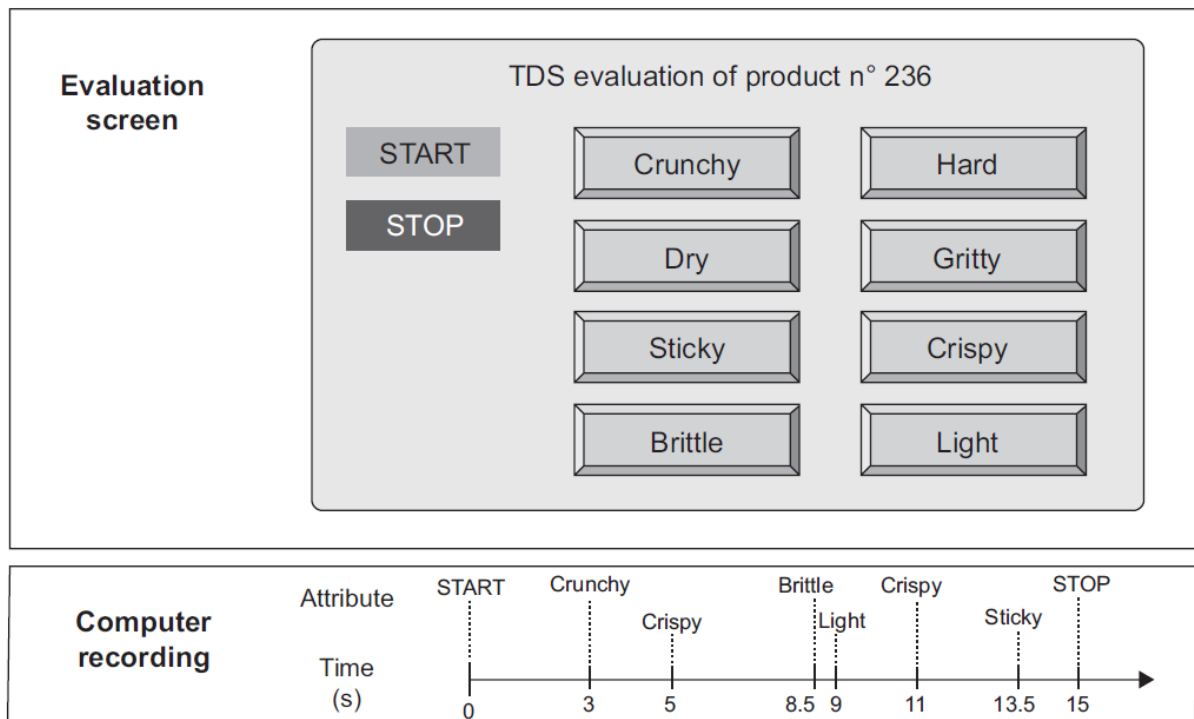 Evaluation
screen
TDS evaluation of product n° 236
START
STOP
Crunchy
Hard
Dry
Gritty
Sticky
Crispy
Brittle
Light
Computer
recording
Attribute
START
Crunchy
Crispy
Brittle
Light
Crispy
Sticky
STOP
Time
(s)
0 3 5 8.5 9 11 13.5 15